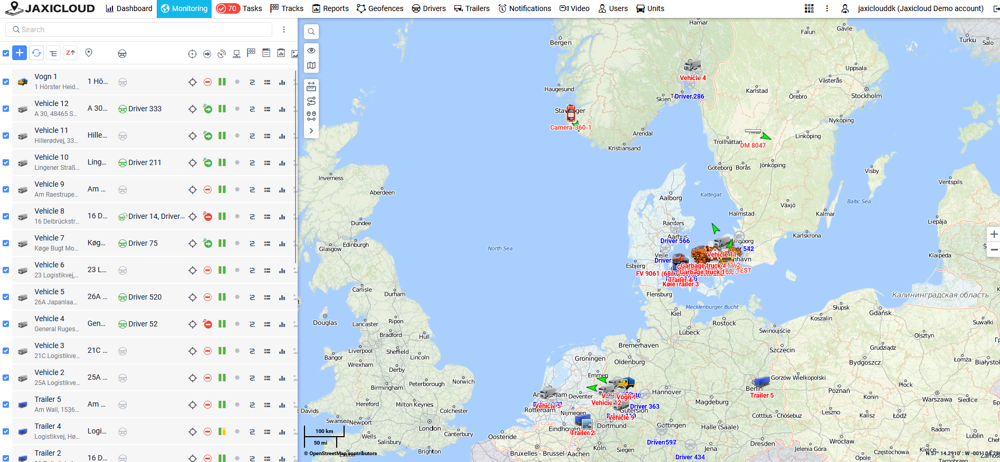 JAXICLOUD
Dashboard
Monitoring
70 Tasks
Tracks
Reports
Geofences
Drivers
Trailers
Notifications
Video
Users
Units
jaxiclouddk (Jaxicloud Demo account)
Search
Vogn 1
1 Hörster Heid...
1 Hö...
Vehicle 12
A 30, 48465 S...
A 30...
Driver 333
Vehicle 11
Hillerødvej, 33...
Hille...
Vehicle 10
Lingener Straß...
Ling...
Driver 211
Vehicle 9
Am Raestrupe...
Am ...
Vehicle 8
16 Delbrückstr...
16 D...
Driver 14, Driver...
Vehicle 7
Køge Bugt Mo...
Køg...
Driver 75
Vehicle 6
23 Logistikvej,...
23 L...
Vehicle 5
26A Japanlaa...
26A ...
Driver 520
Vehicle 4
General Ruges...
Gen...
Driver 52
Vehicle 3
21C Logistikve...
21C ...
Vehicle 2
25A Logistikve...
25A ...
Trailer 5
Am Wall, 1536...
Am ...
Trailer 4
Logistikvej, Hø...
Logi...
Trailer 2
16 D...
Hamar
Falun
Gävle
Turku
Salo
Bergen
Vehicle 4
Uppsala
Västerås
Haugesund
Karlstad
Örebro
Stockholm
Skien
Driver 286
Camera-360-1
Nyköping
Arendal
Linköping
Trollhättan
DM 8047
Kristiansand
Göteborg
Borås
Jönköping
Visby
Ventspils
Inverness
Aberdeen
Aalborg
Kattegat
Växjö
Baltic Sea
Halmstad
Kalmar
Liepāja
Dundee
Randers
Aarhus
Karlskrona
Driver 566
Edinburgh
Glasgow
North Sea
542
Vejle
Driver
Vehicle 11
Klaipėda
Esbjerg
Garbage truck 4
TEST
FV 9061
Garbage truck 1
Trailer 4
Køle
Trailer 3
Carlisle
Durham
Flensburg
Калининградская область
Mecklenburger Bucht
Kiel
Słupsk
Gdańsk
Koszalin
Suwałki
Douglas
Lancaster
Ripon
Rostock
Lübeck
Świnoujście
Bradford
Hull
Olsztyn
Liverpool
Sheffield
Bremerhaven
Szczecin
Grudziądz
Bangor
Lincoln
Groningen
Oldenburg
Bydgoszcz
Łomża
Białystok
Wrexham
Derby
Emmen
Norwich
Peterborough
Gorzów Wielkopolski
Birmingham
Berlin
Płock
Hannover
Poznań
Konin
Warszawa
Siedlce
Deventer
Trailer 5
Hereford
Milton Keynes
Vehicle 12
Vogn 1
Magdeburg
Rotterdam
Vehicle 5
Driver 363
Colchester
Nijmegen
Gütersloh
Cottbus - Chóśebuz
Leszno
Kalisz
Łódź
Swansea
Newport
Vehicle 9
London
Eindhoven
Dortmund
Göttingen
Halle (Saale)
Radom
100 km
Trailer 2
Wells
Canterbury
Oostende
Lublin
Salisbury
50 mi
Driver 597
Wrocław
Dresden
Köln
Siegen
Jena
Jelenia Góra
Częstochowa
Kielce
Brighton
Bruxelles - Brussel
Aachen
Driver 434
Opole
© OpenStreetMap contributors